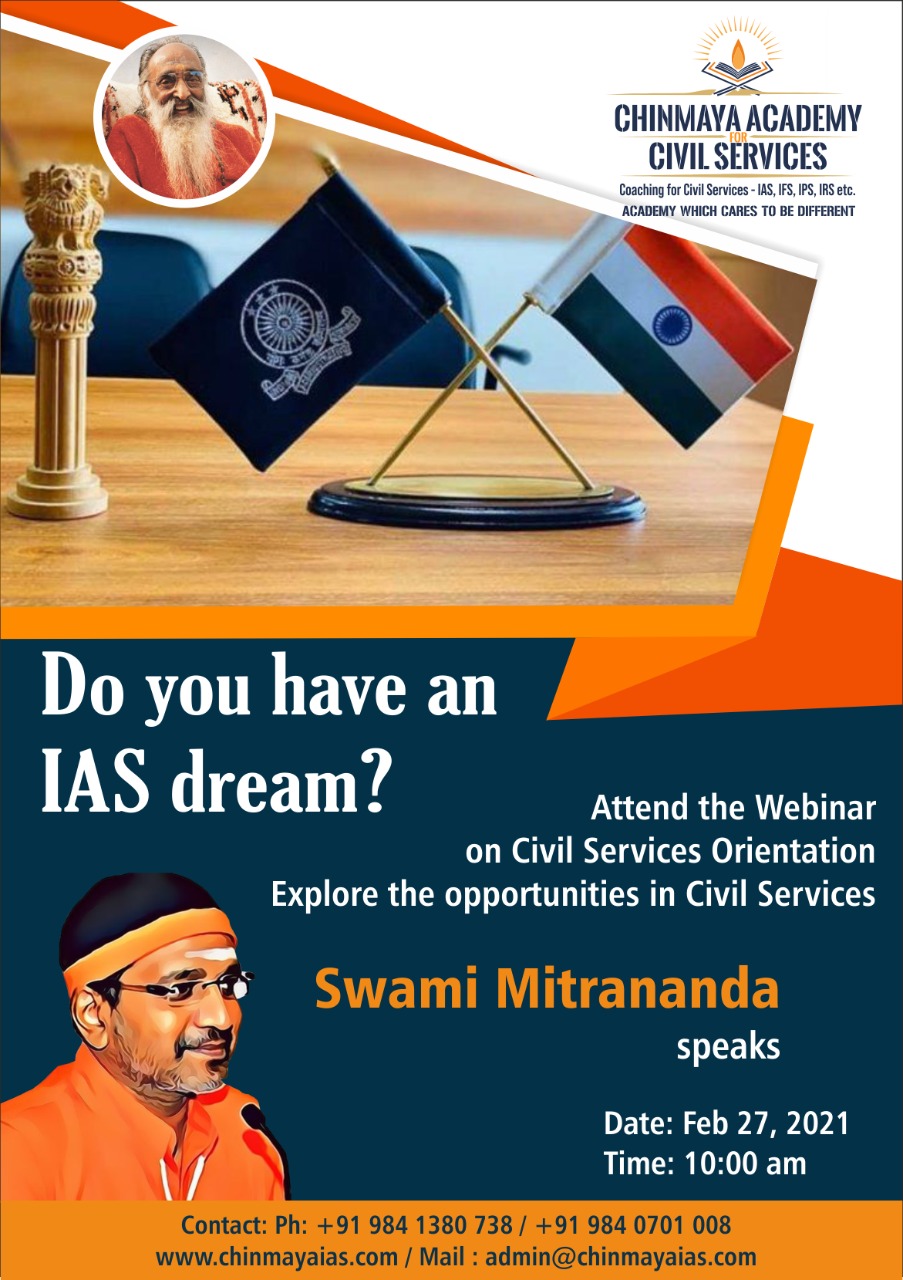 CHINMAYA ACADEMY
FOR
CIVIL SERVICES
Coaching for Civil Services - IAS, IFS, IPS, IRS etc.
ACADEMY WHICH CARES TO BE DIFFERENT
Do you have an
IAS dream?
Attend the Webinar
on Civil Services Orientation
Explore the opportunities in Civil Services
Swami Mitrananda
speaks
Date: Feb 27, 2021
Time: 10:00 am
Contact: Ph: +91 984 1380 738 / +91 984 0701 008
www.chinmayaias.com / Mail : admin@chinmayaias.com